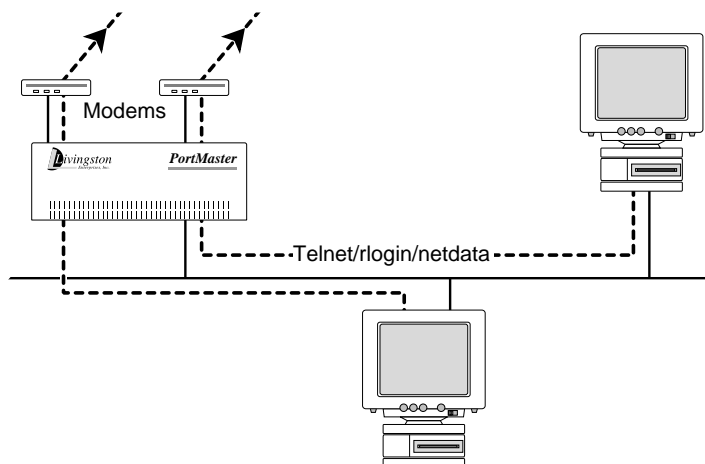 Modems
Livingston
Enterprises, Inc.
PortMaster
Telnet/rlogin/netdata